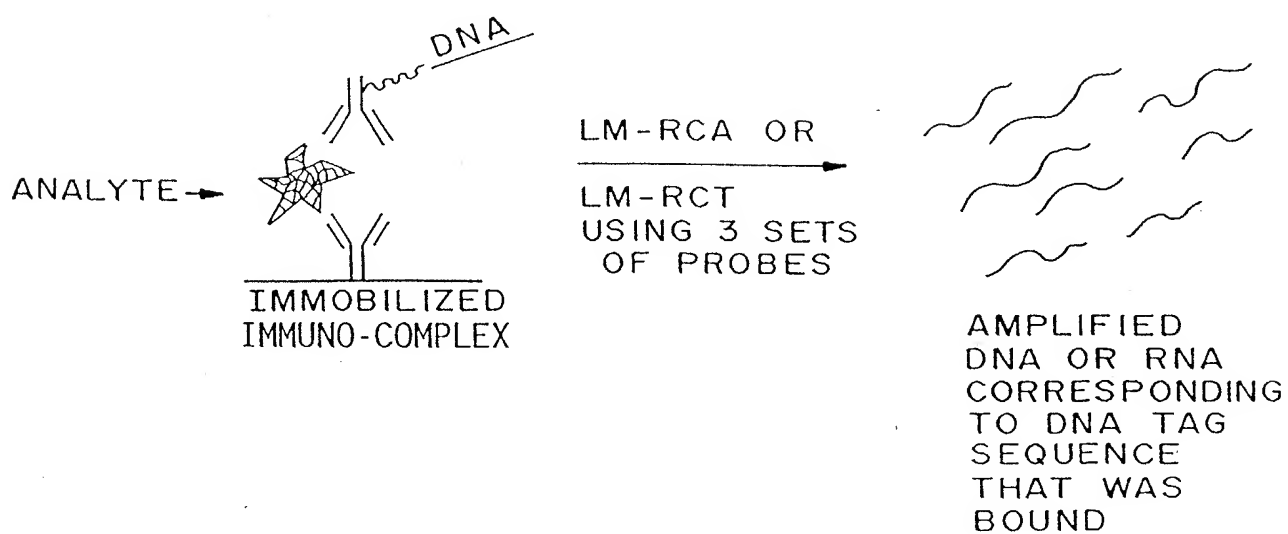 DNA
ANALYTE
IMMOBILIZED
IMMUNO-COMPLEX
LM-RCA OR
LM-RCT
USING 3 SETS
OF PROBES
AMPLIFIED
DNA OR RNA
CORRESPONDING
TO DNA TAG
SEQUENCE
THAT WAS
BOUND